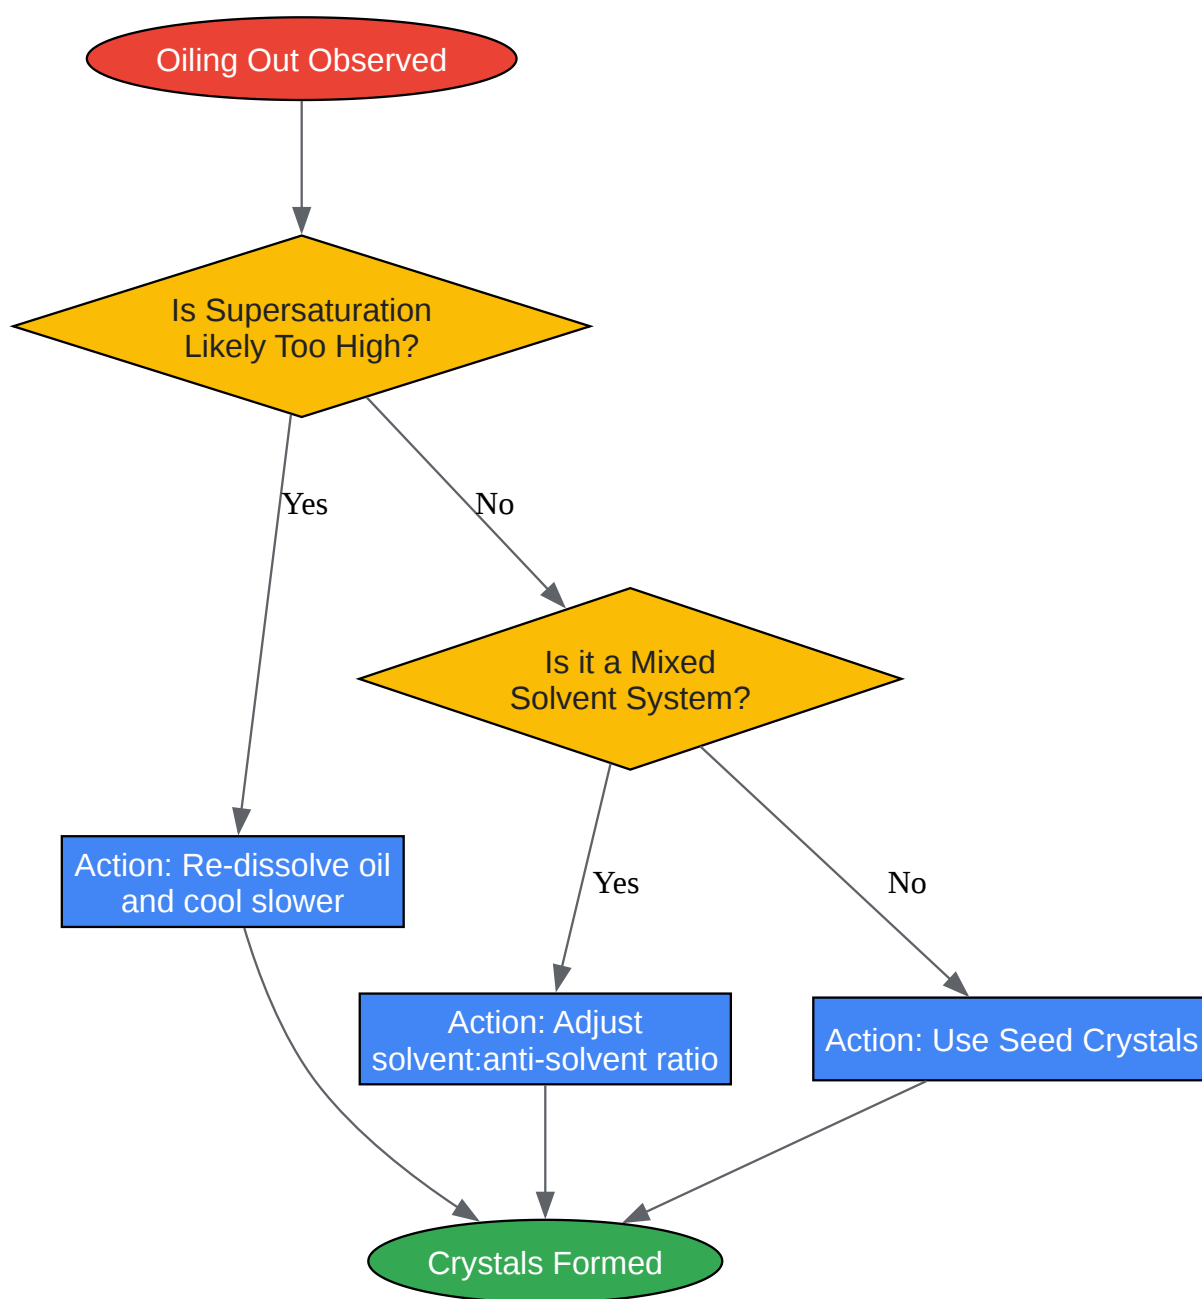 Oiling Out Observed
Is Supersaturation
Likely Too High?
Yes
No
Is it a Mixed
Solvent System?
Yes
No
Action: Re-dissolve oil
and cool slower
Action: Adjust
solvent:anti-solvent ratio
Action: Use Seed Crystals
Crystals Formed